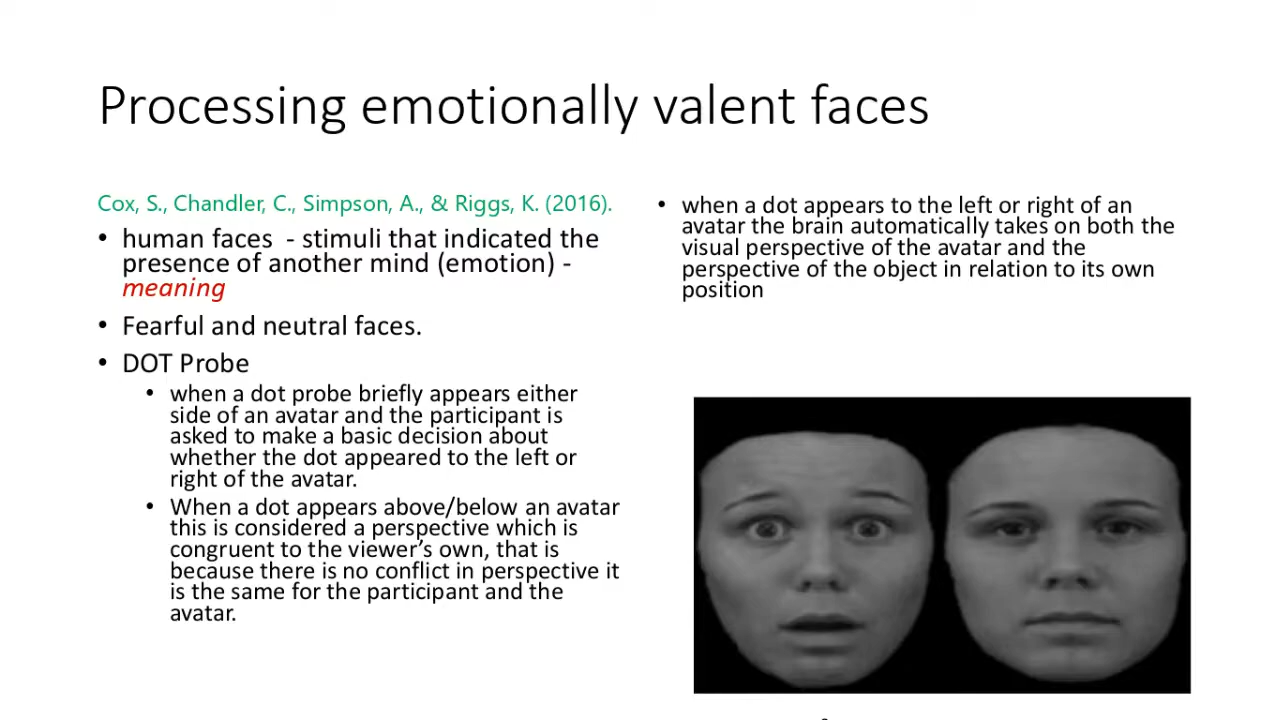 Processing emotionally valent faces
Cox, S., Chandler, C., Simpson, A., & Riggs, K. (2016).
• human faces - stimuli that indicated the
presence of another mind (emotion) -
meaning
• Fearful and neutral faces.
• DOT Probe
• when a dot probe briefly appears either
side of an avatar and the participant is
asked to make a basic decision about
whether the dot appeared to the left or
right of the avatar.
• When a dot appears above/below an avatar
this is considered a perspective which is
congruent to the viewer’s own, that is
because there is no conflict in perspective it
is the same for the participant and the
avatar.
• when a dot appears to the left or right of an
avatar the brain automatically takes on both the
visual perspective of the avatar and the
perspective of the object in relation to its own
position